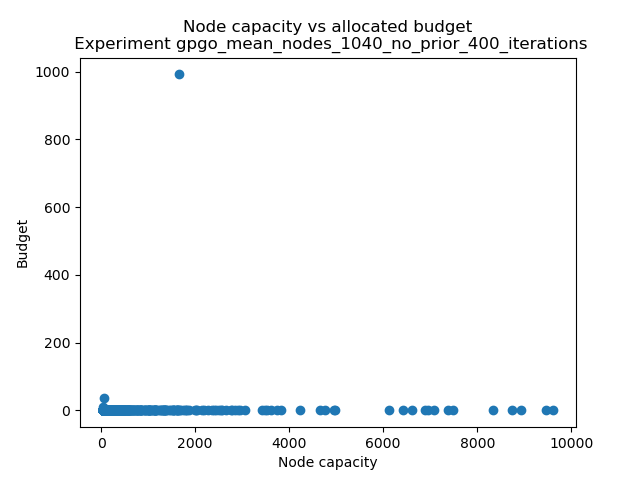 Node capacity vs allocated budget
Experiment gpgo_mean_nodes_1040_no_prior_400_iterations
1000
800
600
400
200
0
Budget
0 2000 4000 6000 8000 10000
Node capacity